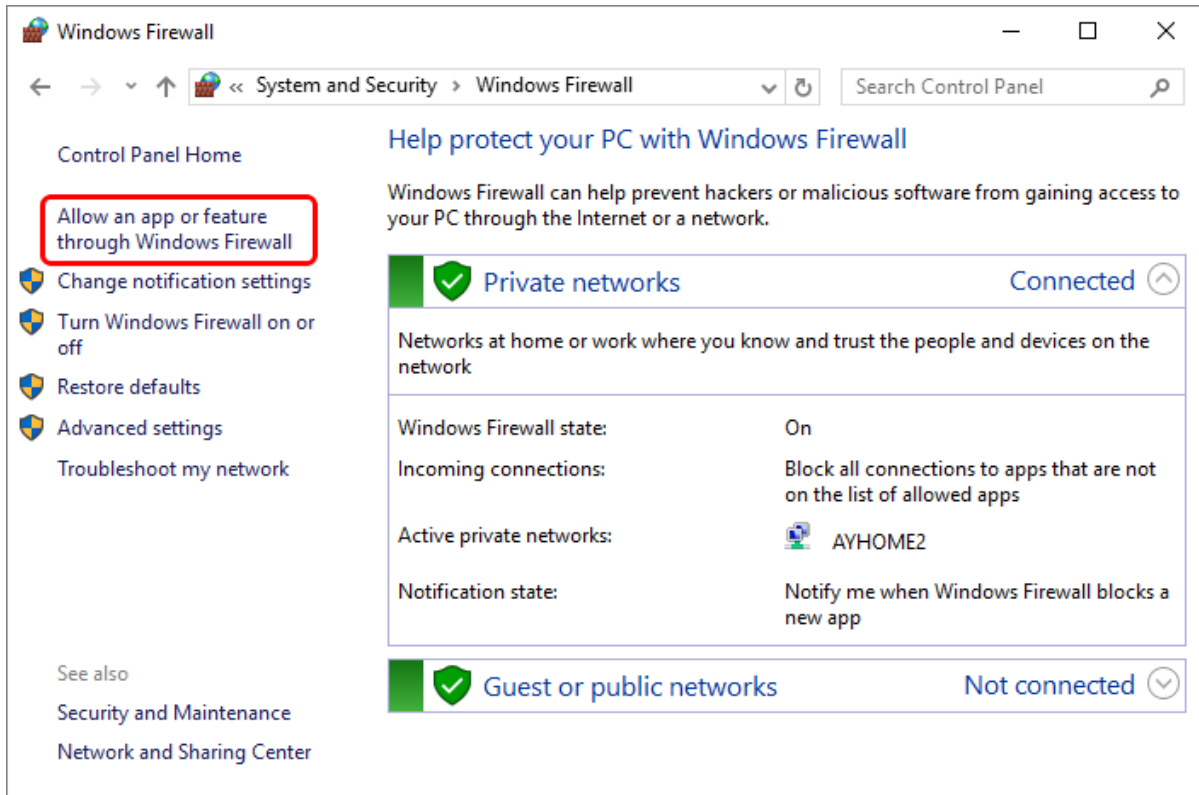 Windows Firewall
« System and Security › Windows Firewall
Search Control Panel
Control Panel Home
Allow an app or feature
through Windows Firewall
Change notification settings
Turn Windows Firewall on or
off
Restore defaults
Advanced settings
Troubleshoot my network
See also
Security and Maintenance
Network and Sharing Center
Help protect your PC with Windows Firewall
Windows Firewall can help prevent hackers or malicious software from gaining access to
your PC through the Internet or a network.
Private networks Connected
Networks at home or work where you know and trust the people and devices on the
network
Windows Firewall state: On
Incoming connections: Block all connections to apps that are not
on the list of allowed apps
Active private networks: AYHOME2
Notification state: Notify me when Windows Firewall blocks a
new app
Guest or public networks Not connected